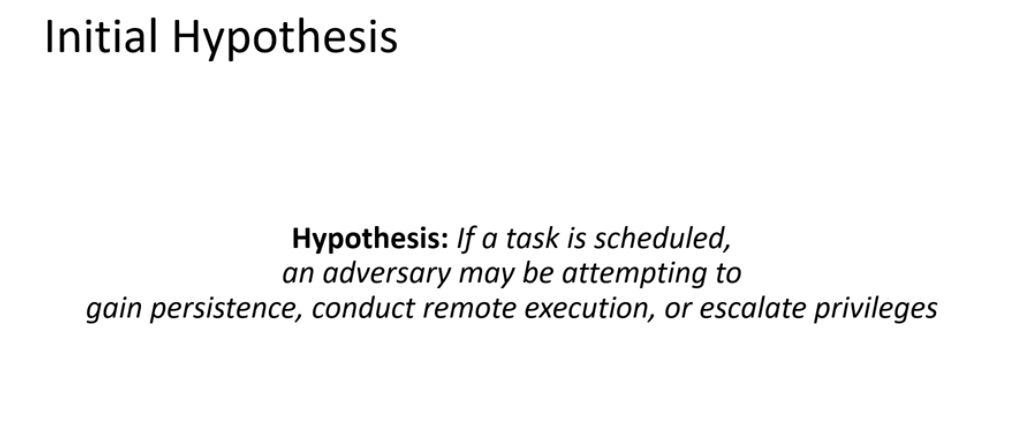 Initial Hypothesis
Hypothesis: If a task is scheduled,
an adversary may be attempting to
gain persistence, conduct remote execution, or escalate privileges